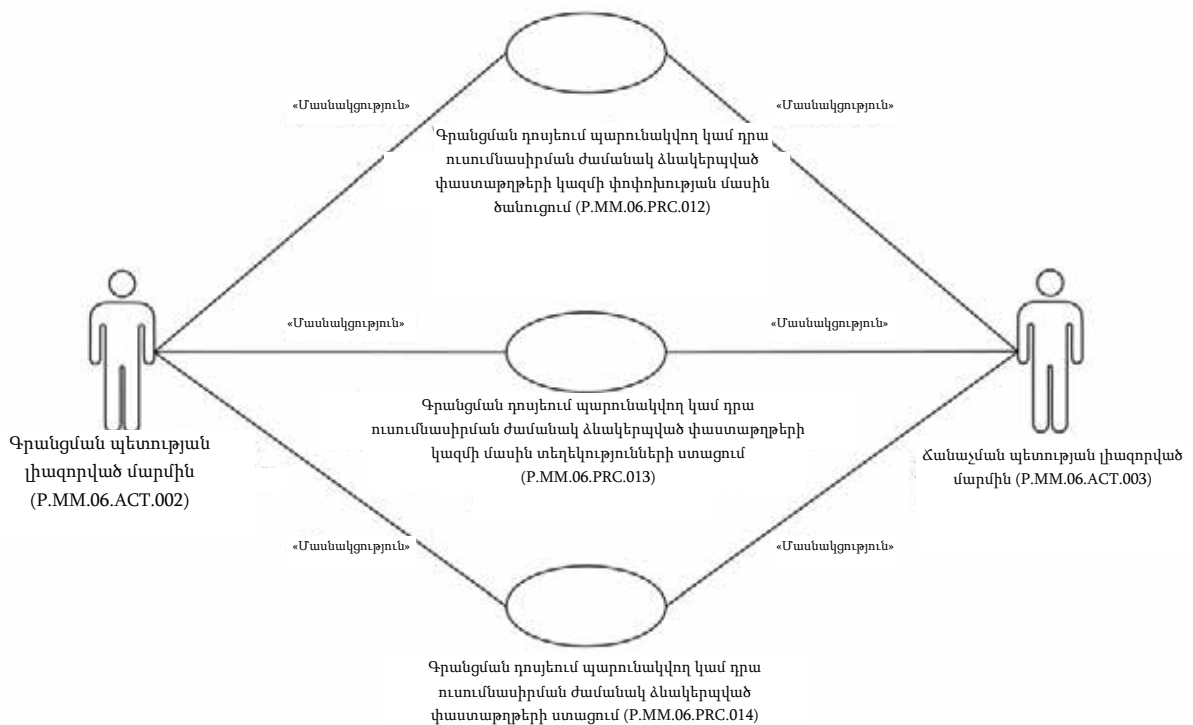 «Մասնակցություն»
«Մասնակցություն»
Գրանցման դոսյեում պարունակվող կամ դրա
ուսումնասիրման ժամանակ ձևակերպված
փաստաթղթերի կազմի փոփոխության մասին
ծանուցում (P.MM.06.PRC.012)
«Մասնակցություն»
«Մասնակցություն»
Գրանցման դոսյեում պարունակվող կամ դրա
ուսումնասիրման ժամանակ ձևակերպված փաստաթղթերի
կազմի մասին տեղեկությունների ստացում
(P.MM.06.PRC.013)
Գրանցման պետության
լիազորված մարմին
(P.MM.06.ACT.002)
Ճանաչման պետության լիազորված
մարմին (P.MM.06.ACT.003)
«Մասնակցություն»
«Մասնակցություն»
Գրանցման դոսյեում պարունակվող կամ դրա
ուսումնասիրման ժամանակ ձևակերպված
փաստաթղթերի ստացում (P.MM.06.PRC.014)